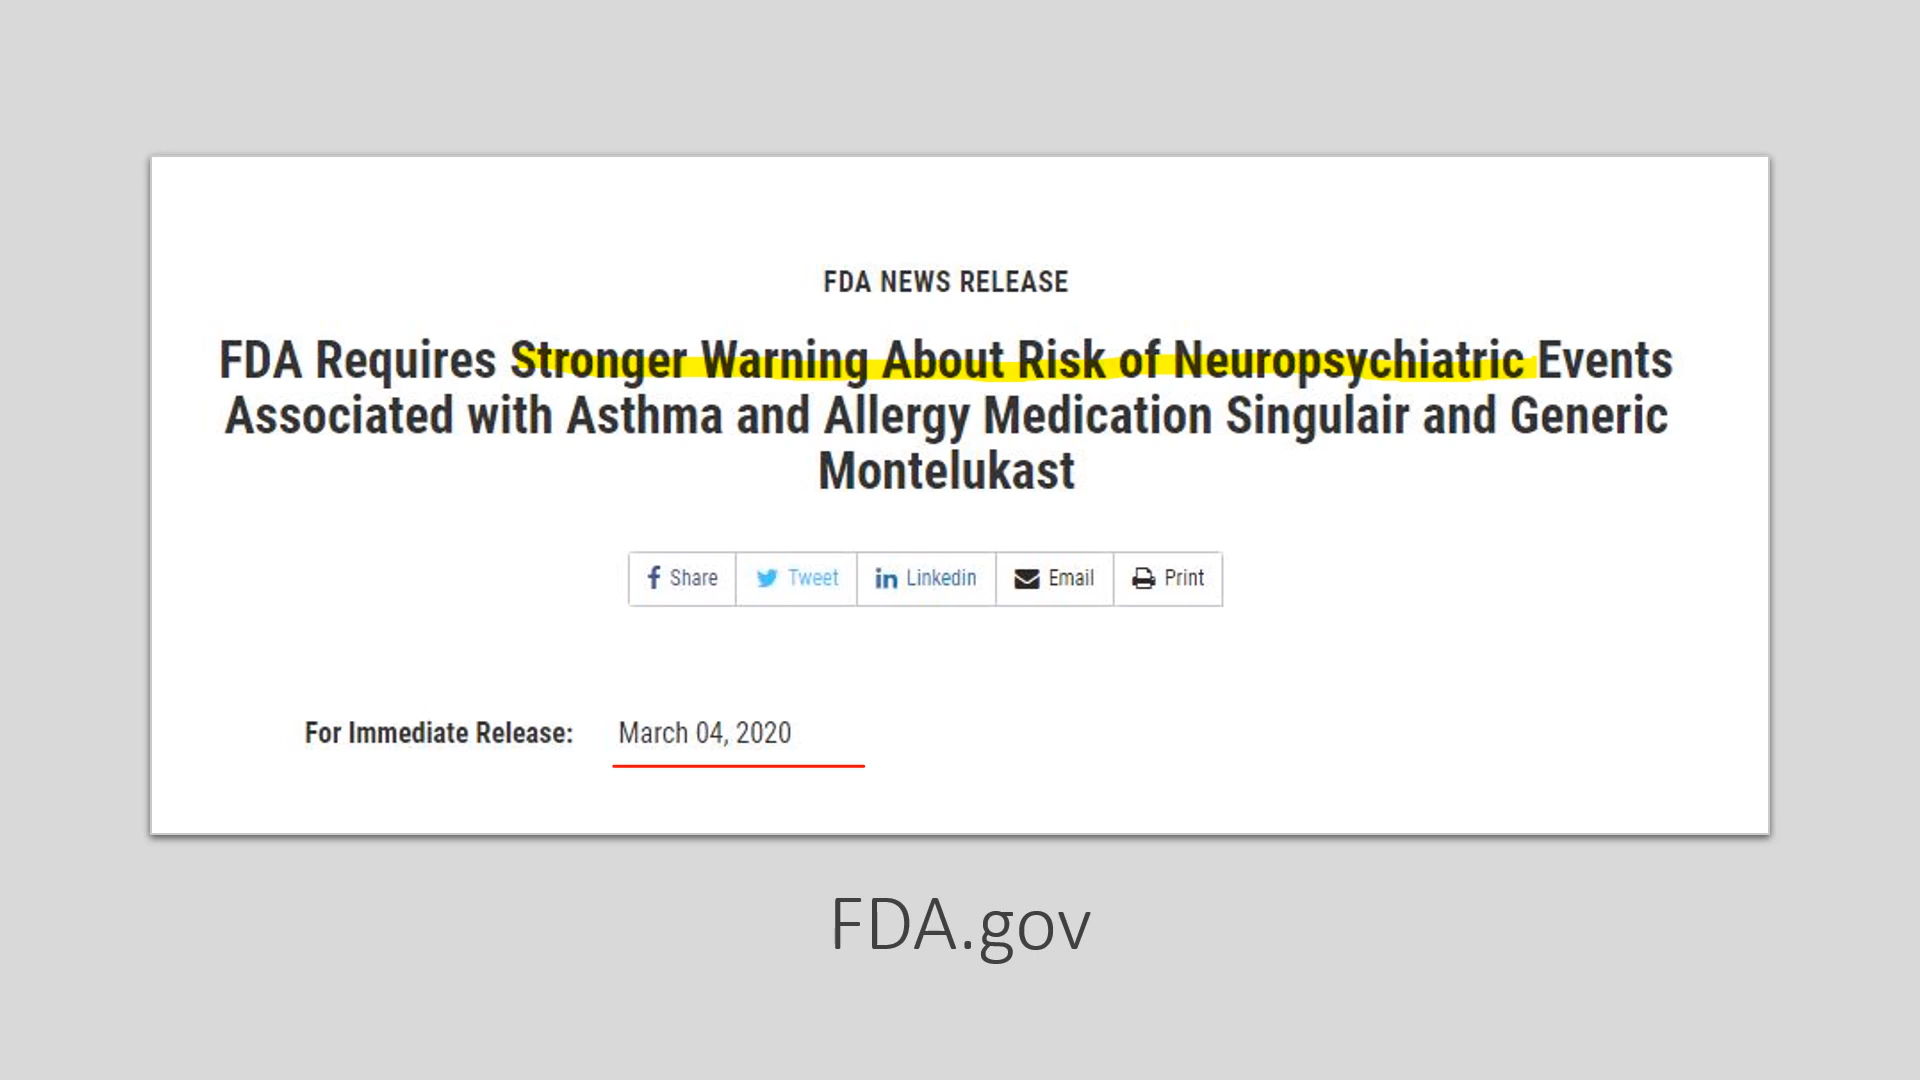 FDA NEWS RELEASE
FDA Requires Stronger Warning About Risk of Neuropsychiatric Events
Associated with Asthma and Allergy Medication Singulair and Generic
Montelukast
Share Tweet Linkedin Email Print
For Immediate Release: March 04, 2020
FDA.gov